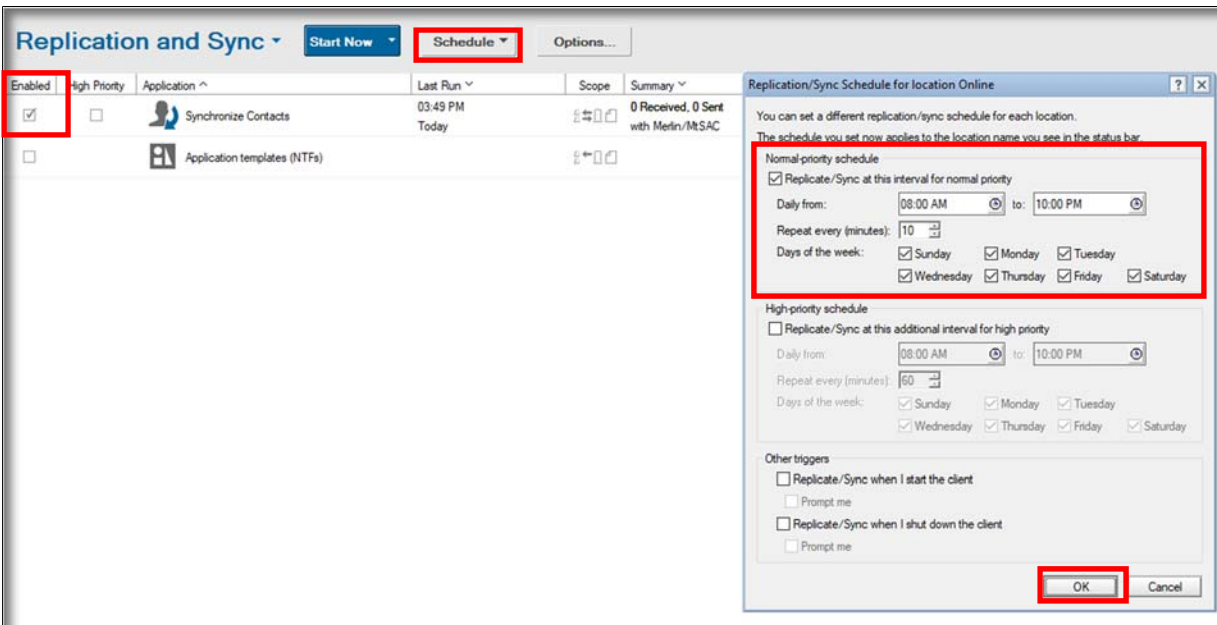 Replication and Sync
Start Now
Schedule
Options...
Enabled
High Priority
Application
Last Run
Scope
Summary
Synchronize Contacts
03:49 PM
Today
0 Received, 0 Sent
with Merlin/MtSAC
Application templates (NTFs)
Replication/Sync Schedule for location Online
You can set a different replication/sync schedule for each location.
The schedule you set now applies to the location name you see in the status bar.
Normal-priority schedule
Replicate/Sync at this interval for normal priority
Daily from: 08:00 AM to: 10:00 PM
Repeat every (minutes): 10
Days of the week: Sunday Monday Tuesday
Wednesday Thursday Friday Saturday
High-priority schedule
Replicate/Sync at this additional interval for high priority
Daily from: 08:00 AM to: 10:00 PM
Repeat every (minutes): 60
Days of the week: Sunday Monday Tuesday
Wednesday Thursday Friday Saturday
Other triggers
Replicate/Sync when I start the client
Prompt me
Replicate/Sync when I shut down the client
Prompt me
OK Cancel